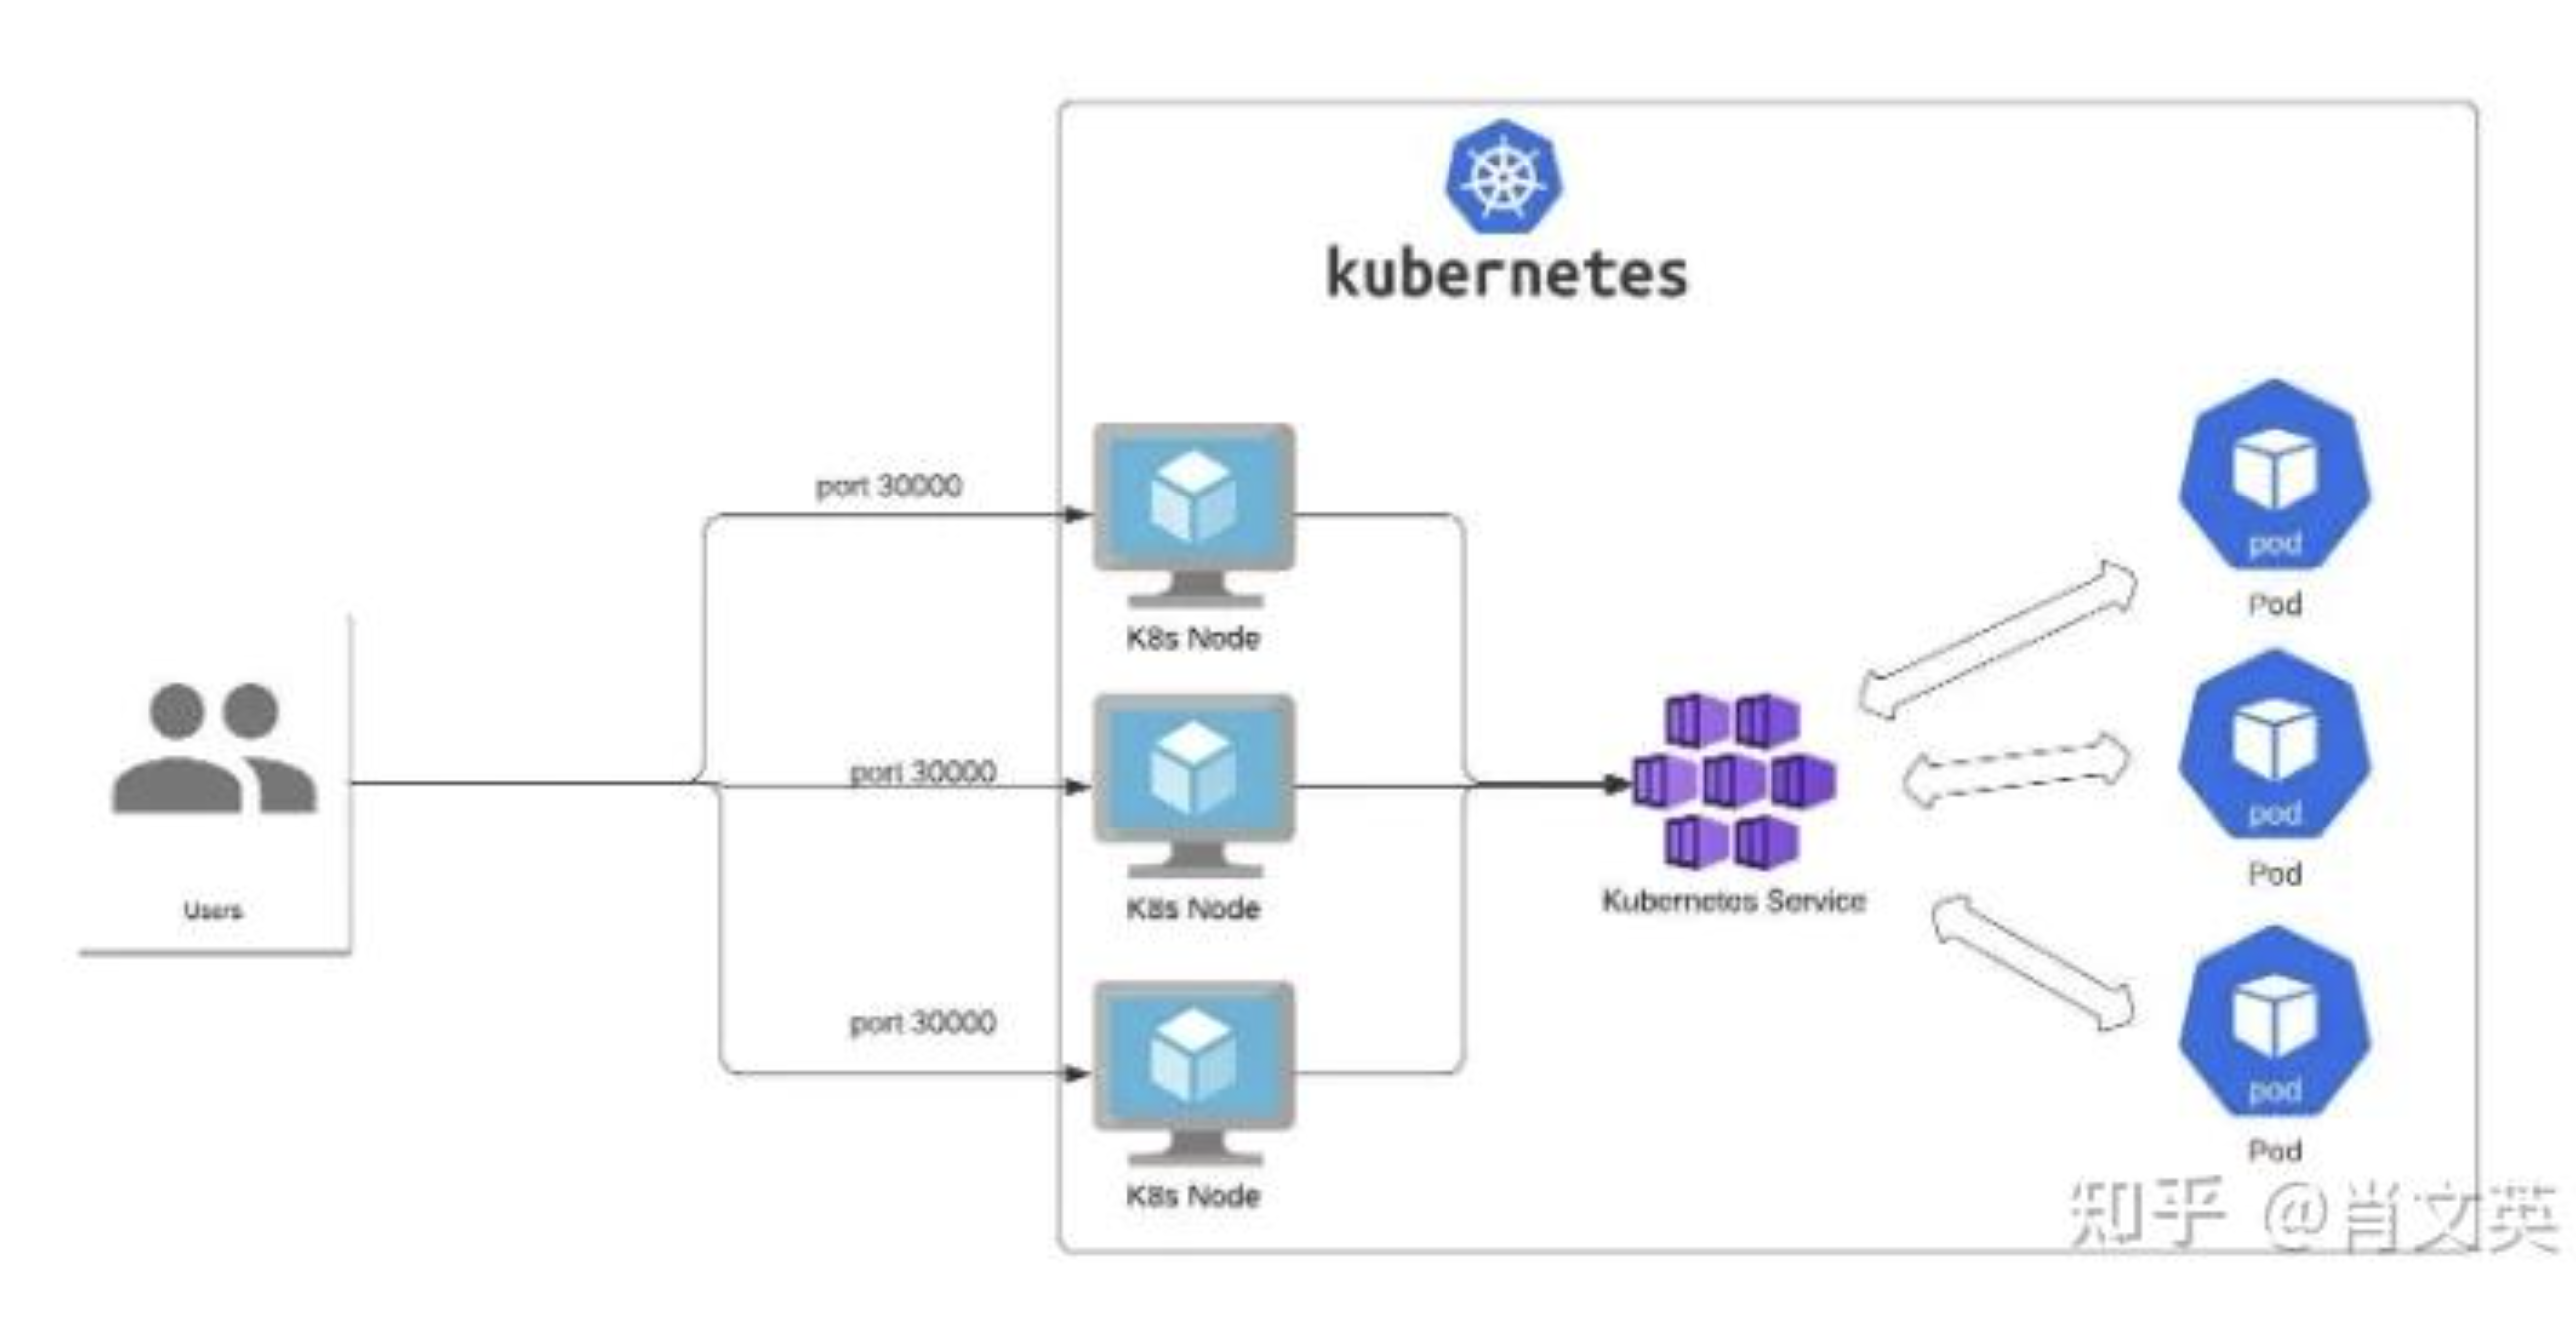 kubernetes
port 30000
K8s Node
pod
Pod
port 30000
K8s Node
Kubernetes Service
pod
Pod
Users
port 30000
K8s Node
pod
Pod
知乎 @肖文英